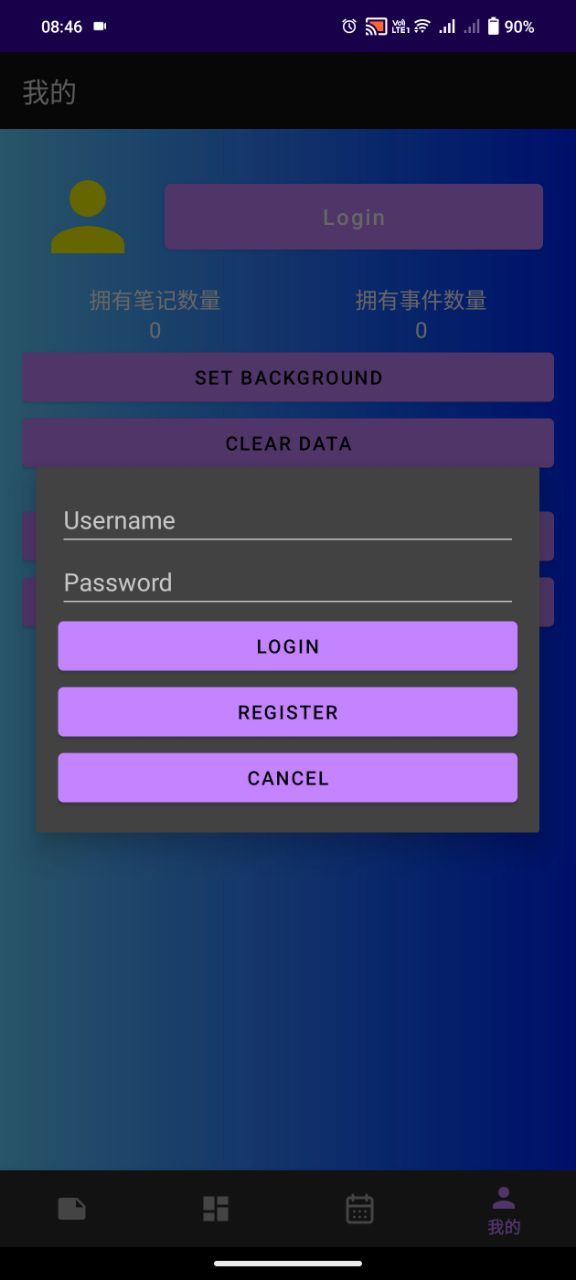 08:46 VoLTE1 90%
我的
Login
拥有笔记数量 拥有事件数量
0 0
SET BACKGROUND
CLEAR DATA
Username
Password
LOGIN
REGISTER
CANCEL
我的